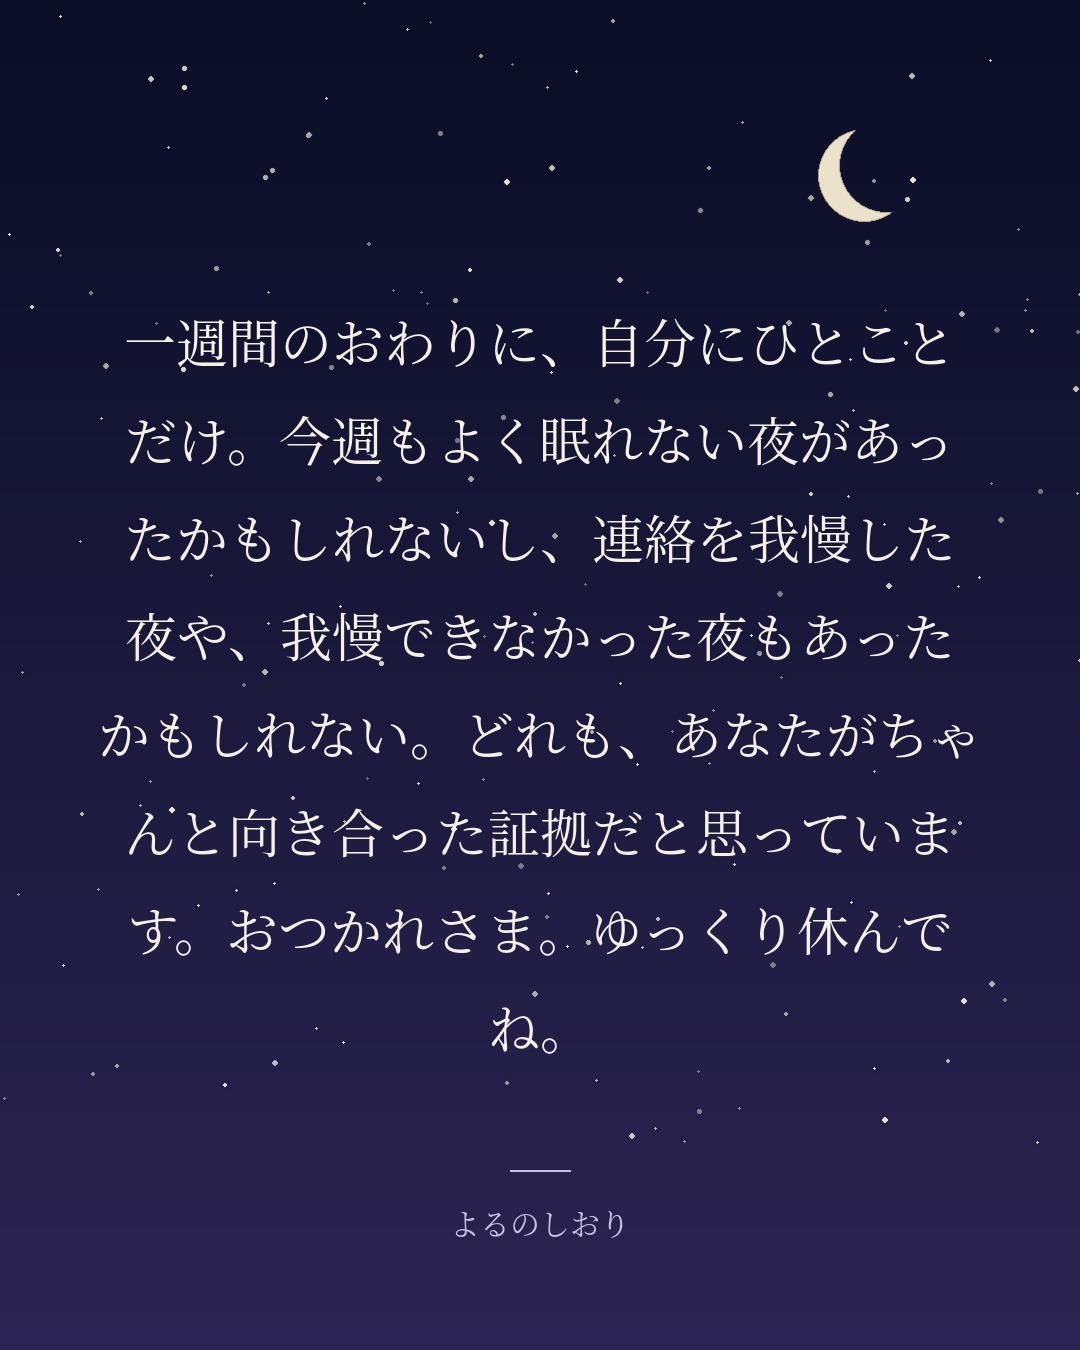 一週間のおわりに、自分にひとこと
だけ。今週もよく眠れない夜があっ
たかもしれないし、連絡を我慢した
夜や、我慢できなかった夜もあった
かもしれない。どれも、あなたがちゃ
んと向き合った証拠だと思っていま
す。おつかれさま。ゆっくり休んで
ね。
よるのしおり